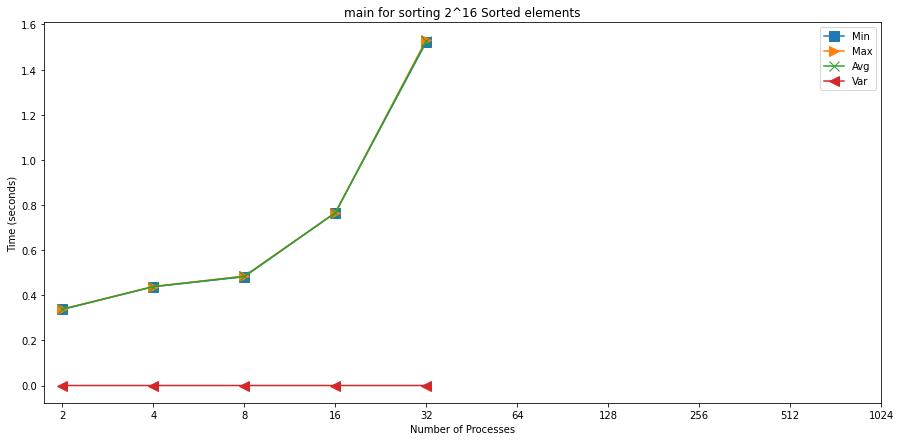 main for sorting 2^16 Sorted elements
Min
Max
Avg
Var
Time (seconds)
1.6
1.4
1.2
1.0
0.8
0.6
0.4
0.2
0.0
2 4 8 16 32 64 128 256 512 1024
Number of Processes